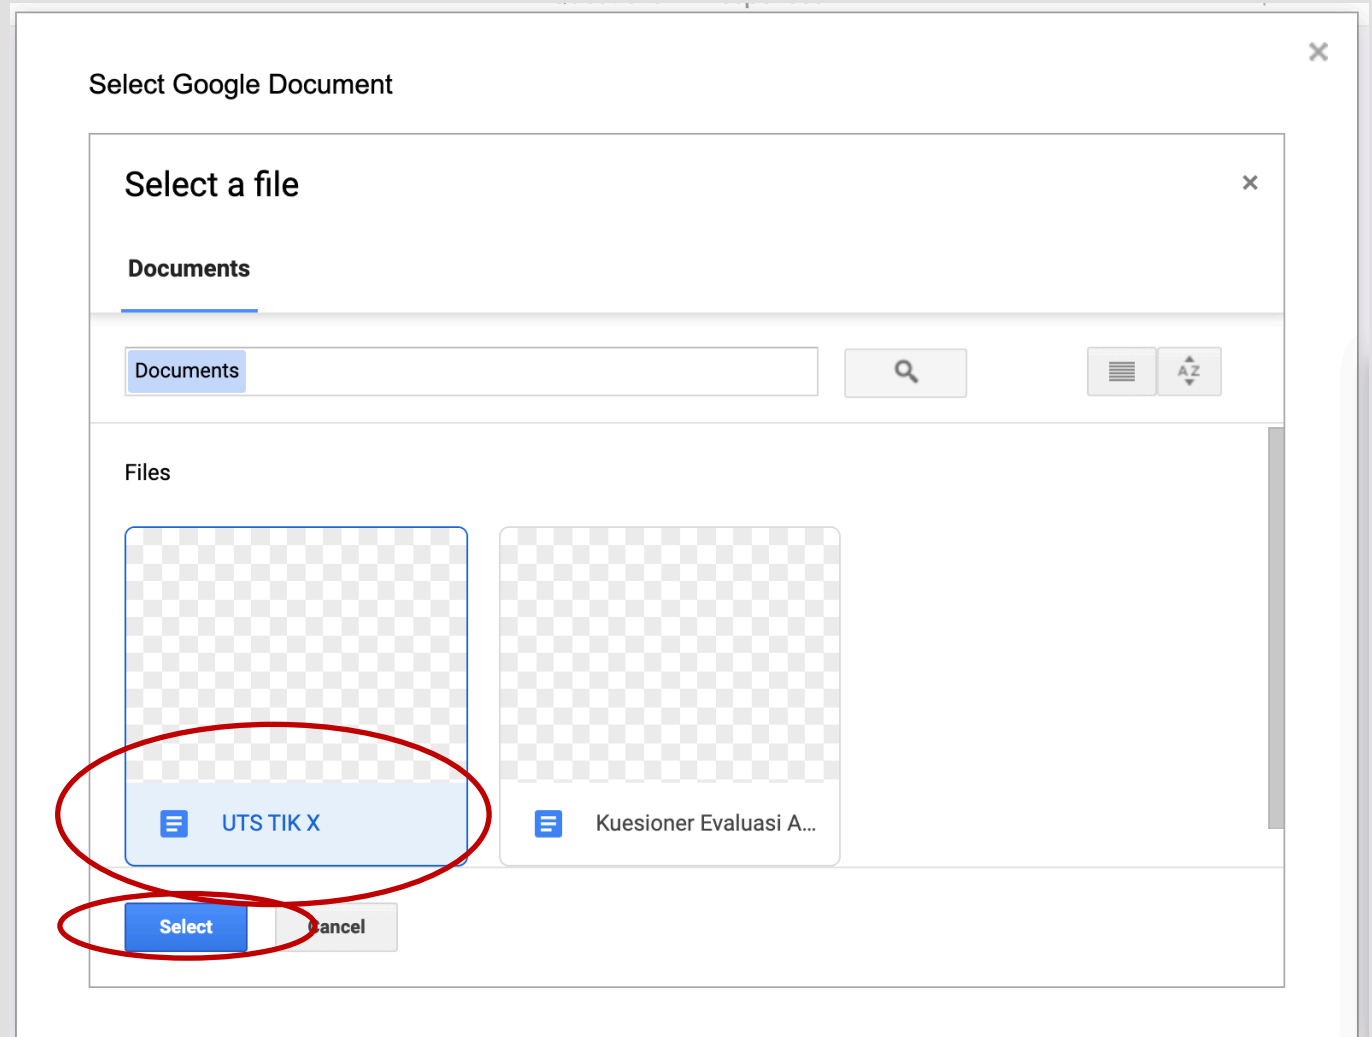 Select Google Document
Select a file
Documents
Documents
A Z
Files
UTS TIK X
Kuesioner Evaluasi A...
Select
Cancel